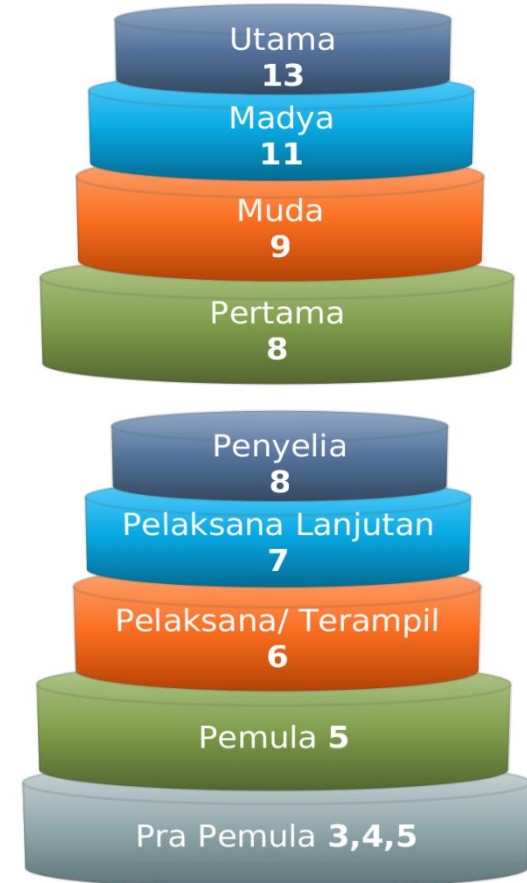 Utama
13
Madya
11
Muda
9
Pertama
8
Penyelia
8
Pelaksana Lanjutan
7
Pelaksana/ Terampil
6
Pemula 5
Pra Pemula 3,4,5